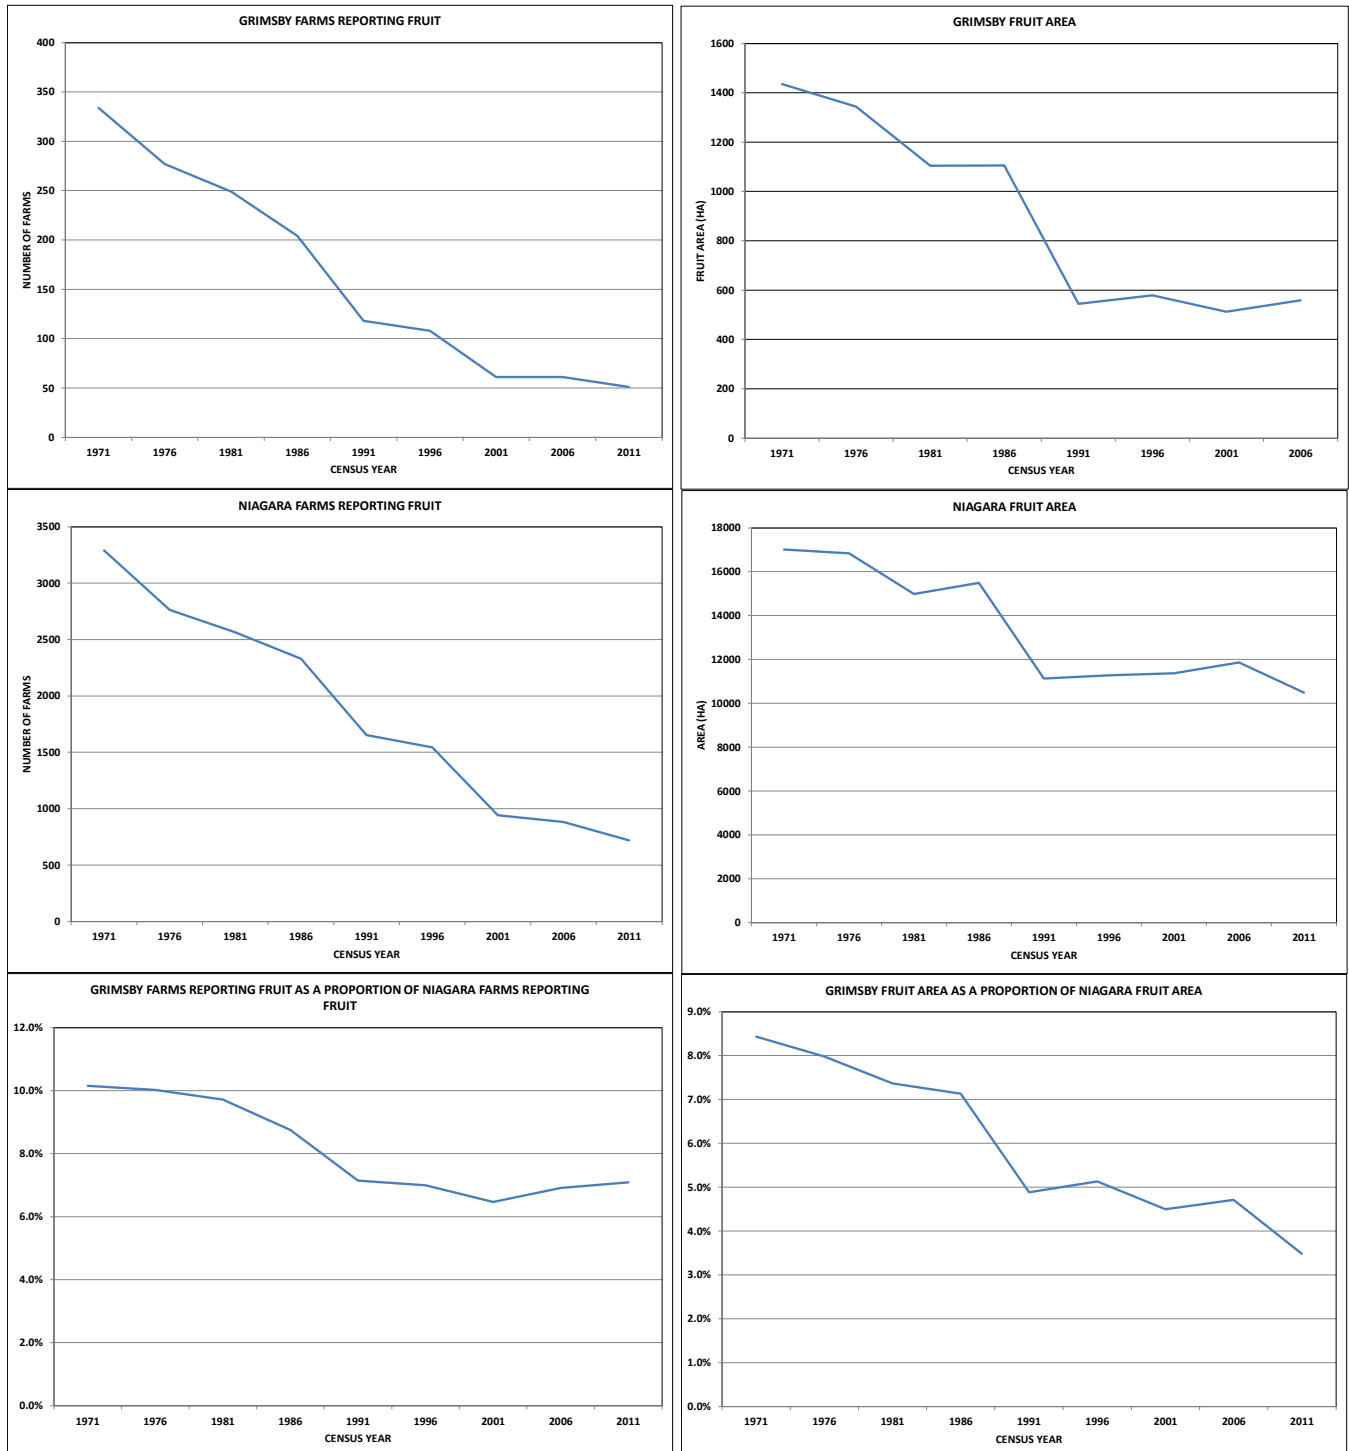 GRIMSBY FARMS REPORTING FRUIT
400
350
300
250
200
150
100
50
0
NUMBER OF FARMS
1971 1976 1981 1986 1991 1996 2001 2006 2011
CENSUS YEAR
GRIMSBY FRUIT AREA
1600
1400
1200
1000
800
600
400
200
0
FRUIT AREA (HA)
1971 1976 1981 1986 1991 1996 2001 2006
CENSUS YEAR
NIAGARA FARMS REPORTING FRUIT
3500
3000
2500
2000
1500
1000
500
0
NUMBER OF FARMS
1971 1976 1981 1986 1991 1996 2001 2006 2011
CENSUS YEAR
NIAGARA FRUIT AREA
18000
16000
14000
12000
10000
8000
6000
4000
2000
0
AREA (HA)
1971 1976 1981 1986 1991 1996 2001 2006 2011
CENSUS YEAR
GRIMSBY FARMS REPORTING FRUIT AS A PROPORTION OF NIAGARA FARMS REPORTING
FRUIT
12.0%
10.0%
8.0%
6.0%
4.0%
2.0%
0.0%
1971 1976 1981 1986 1991 1996 2001 2006 2011
CENSUS YEAR
GRIMSBY FRUIT AREA AS A PROPORTION OF NIAGARA FRUIT AREA
9.0%
8.0%
7.0%
6.0%
5.0%
4.0%
3.0%
2.0%
1.0%
0.0%
1971 1976 1981 1986 1991 1996 2001 2006 2011
CENSUS YEAR